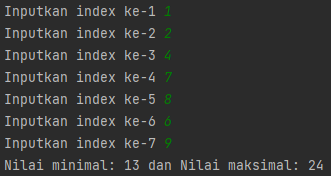 Inputkan index ke-1 1
Inputkan index ke-2 2
Inputkan index ke-3 4
Inputkan index ke-4 7
Inputkan index ke-5 8
Inputkan index ke-6 6
Inputkan index ke-7 9
Nilai minimal: 13 dan Nilai maksimal: 24